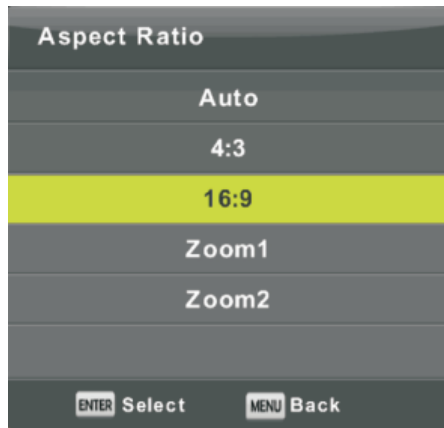 Aspect Ratio
Auto
4:3
16:9
Zoom1
Zoom2
ENTER Select MENU Back